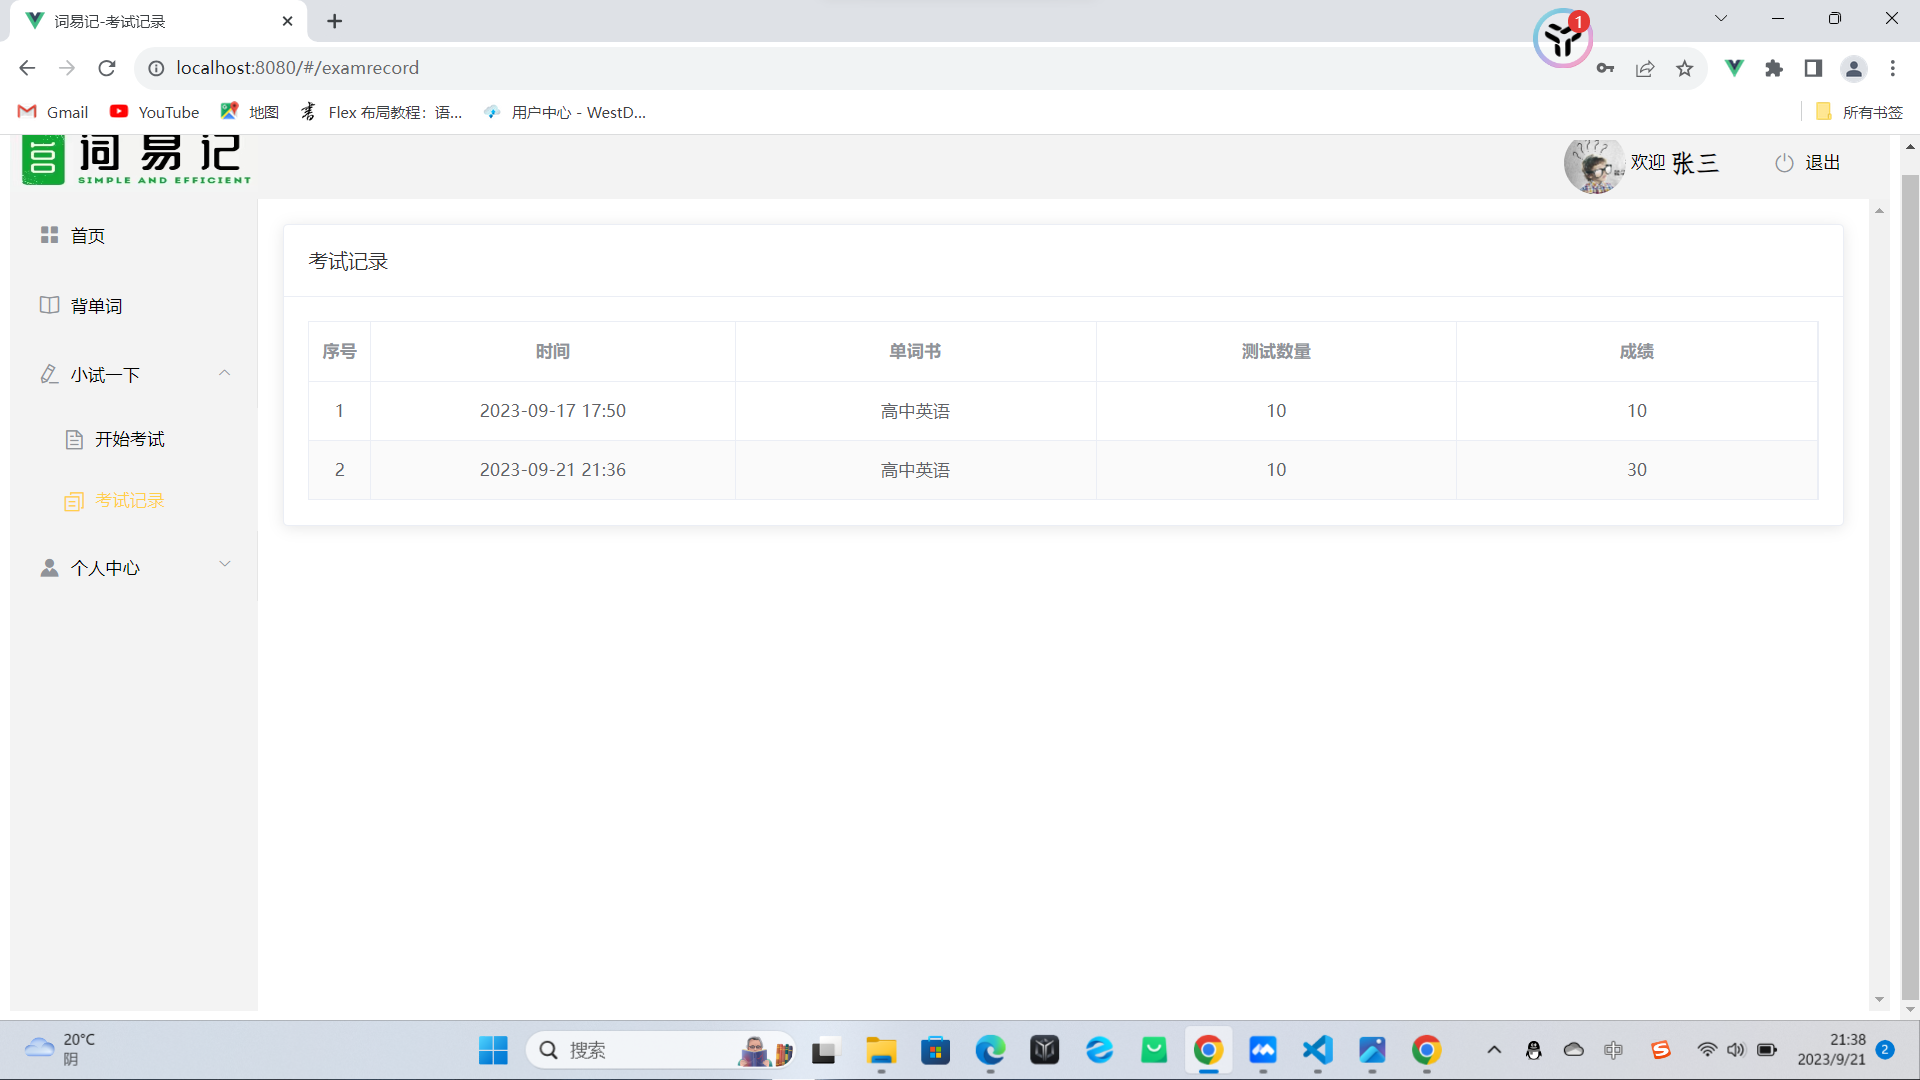 词易记-考试记录
1
localhost:8080/#/examrecord
Gmail
YouTube
地图
Flex 布局教程：语...
用户中心 - WestD...
所有书签
词易记
SIMPLE AND EFFICIENT
欢迎 张三
退出
首页
背单词
小试一下
开始考试
考试记录
个人中心
考试记录
序号 时间 单词书 测试数量 成绩
1 2023-09-17 17:50 高中英语 10 10
2 2023-09-21 21:36 高中英语 10 30
20°C
阴
搜索
中
21:38
2023/9/21
2